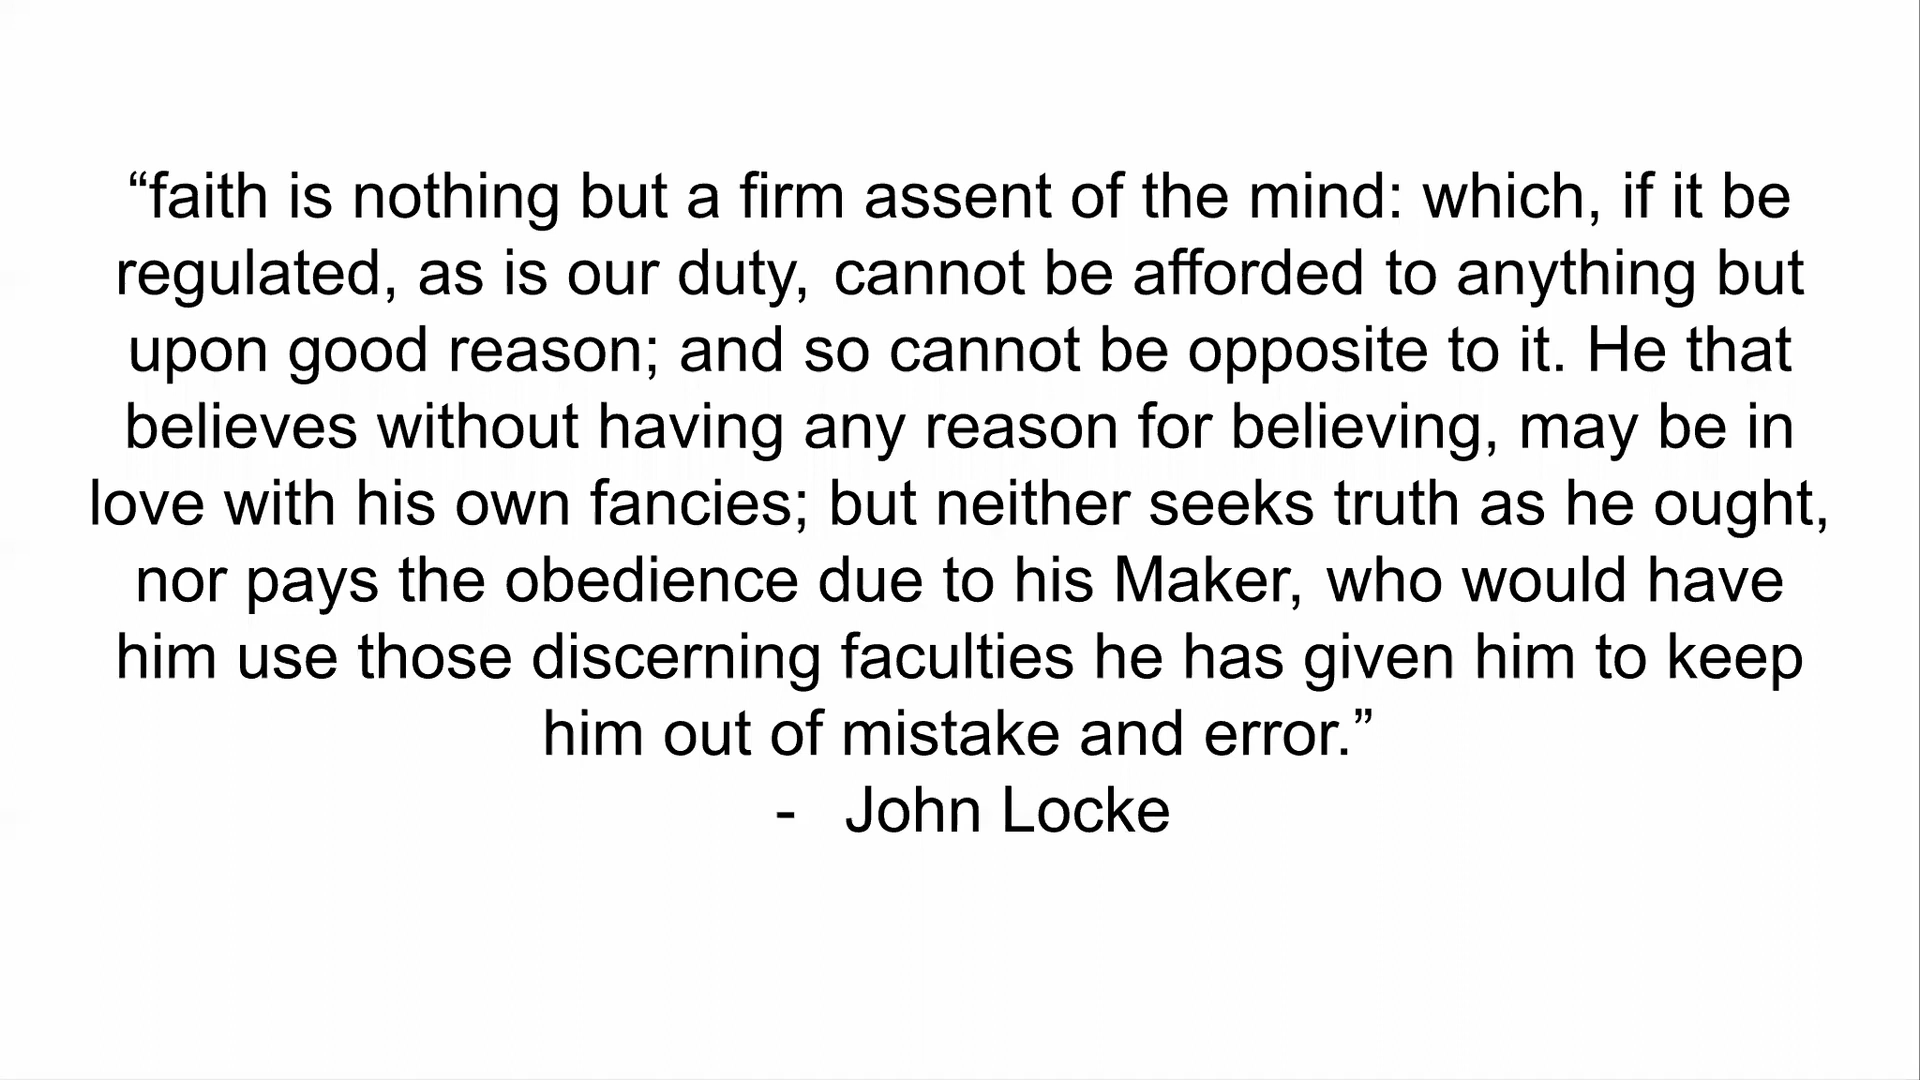 “faith is nothing but a firm assent of the mind: which, if it be
regulated, as is our duty, cannot be afforded to anything but
upon good reason; and so cannot be opposite to it. He that
believes without having any reason for believing, may be in
love with his own fancies; but neither seeks truth as he ought,
nor pays the obedience due to his Maker, who would have
him use those discerning faculties he has given him to keep
him out of mistake and error.”
- John Locke